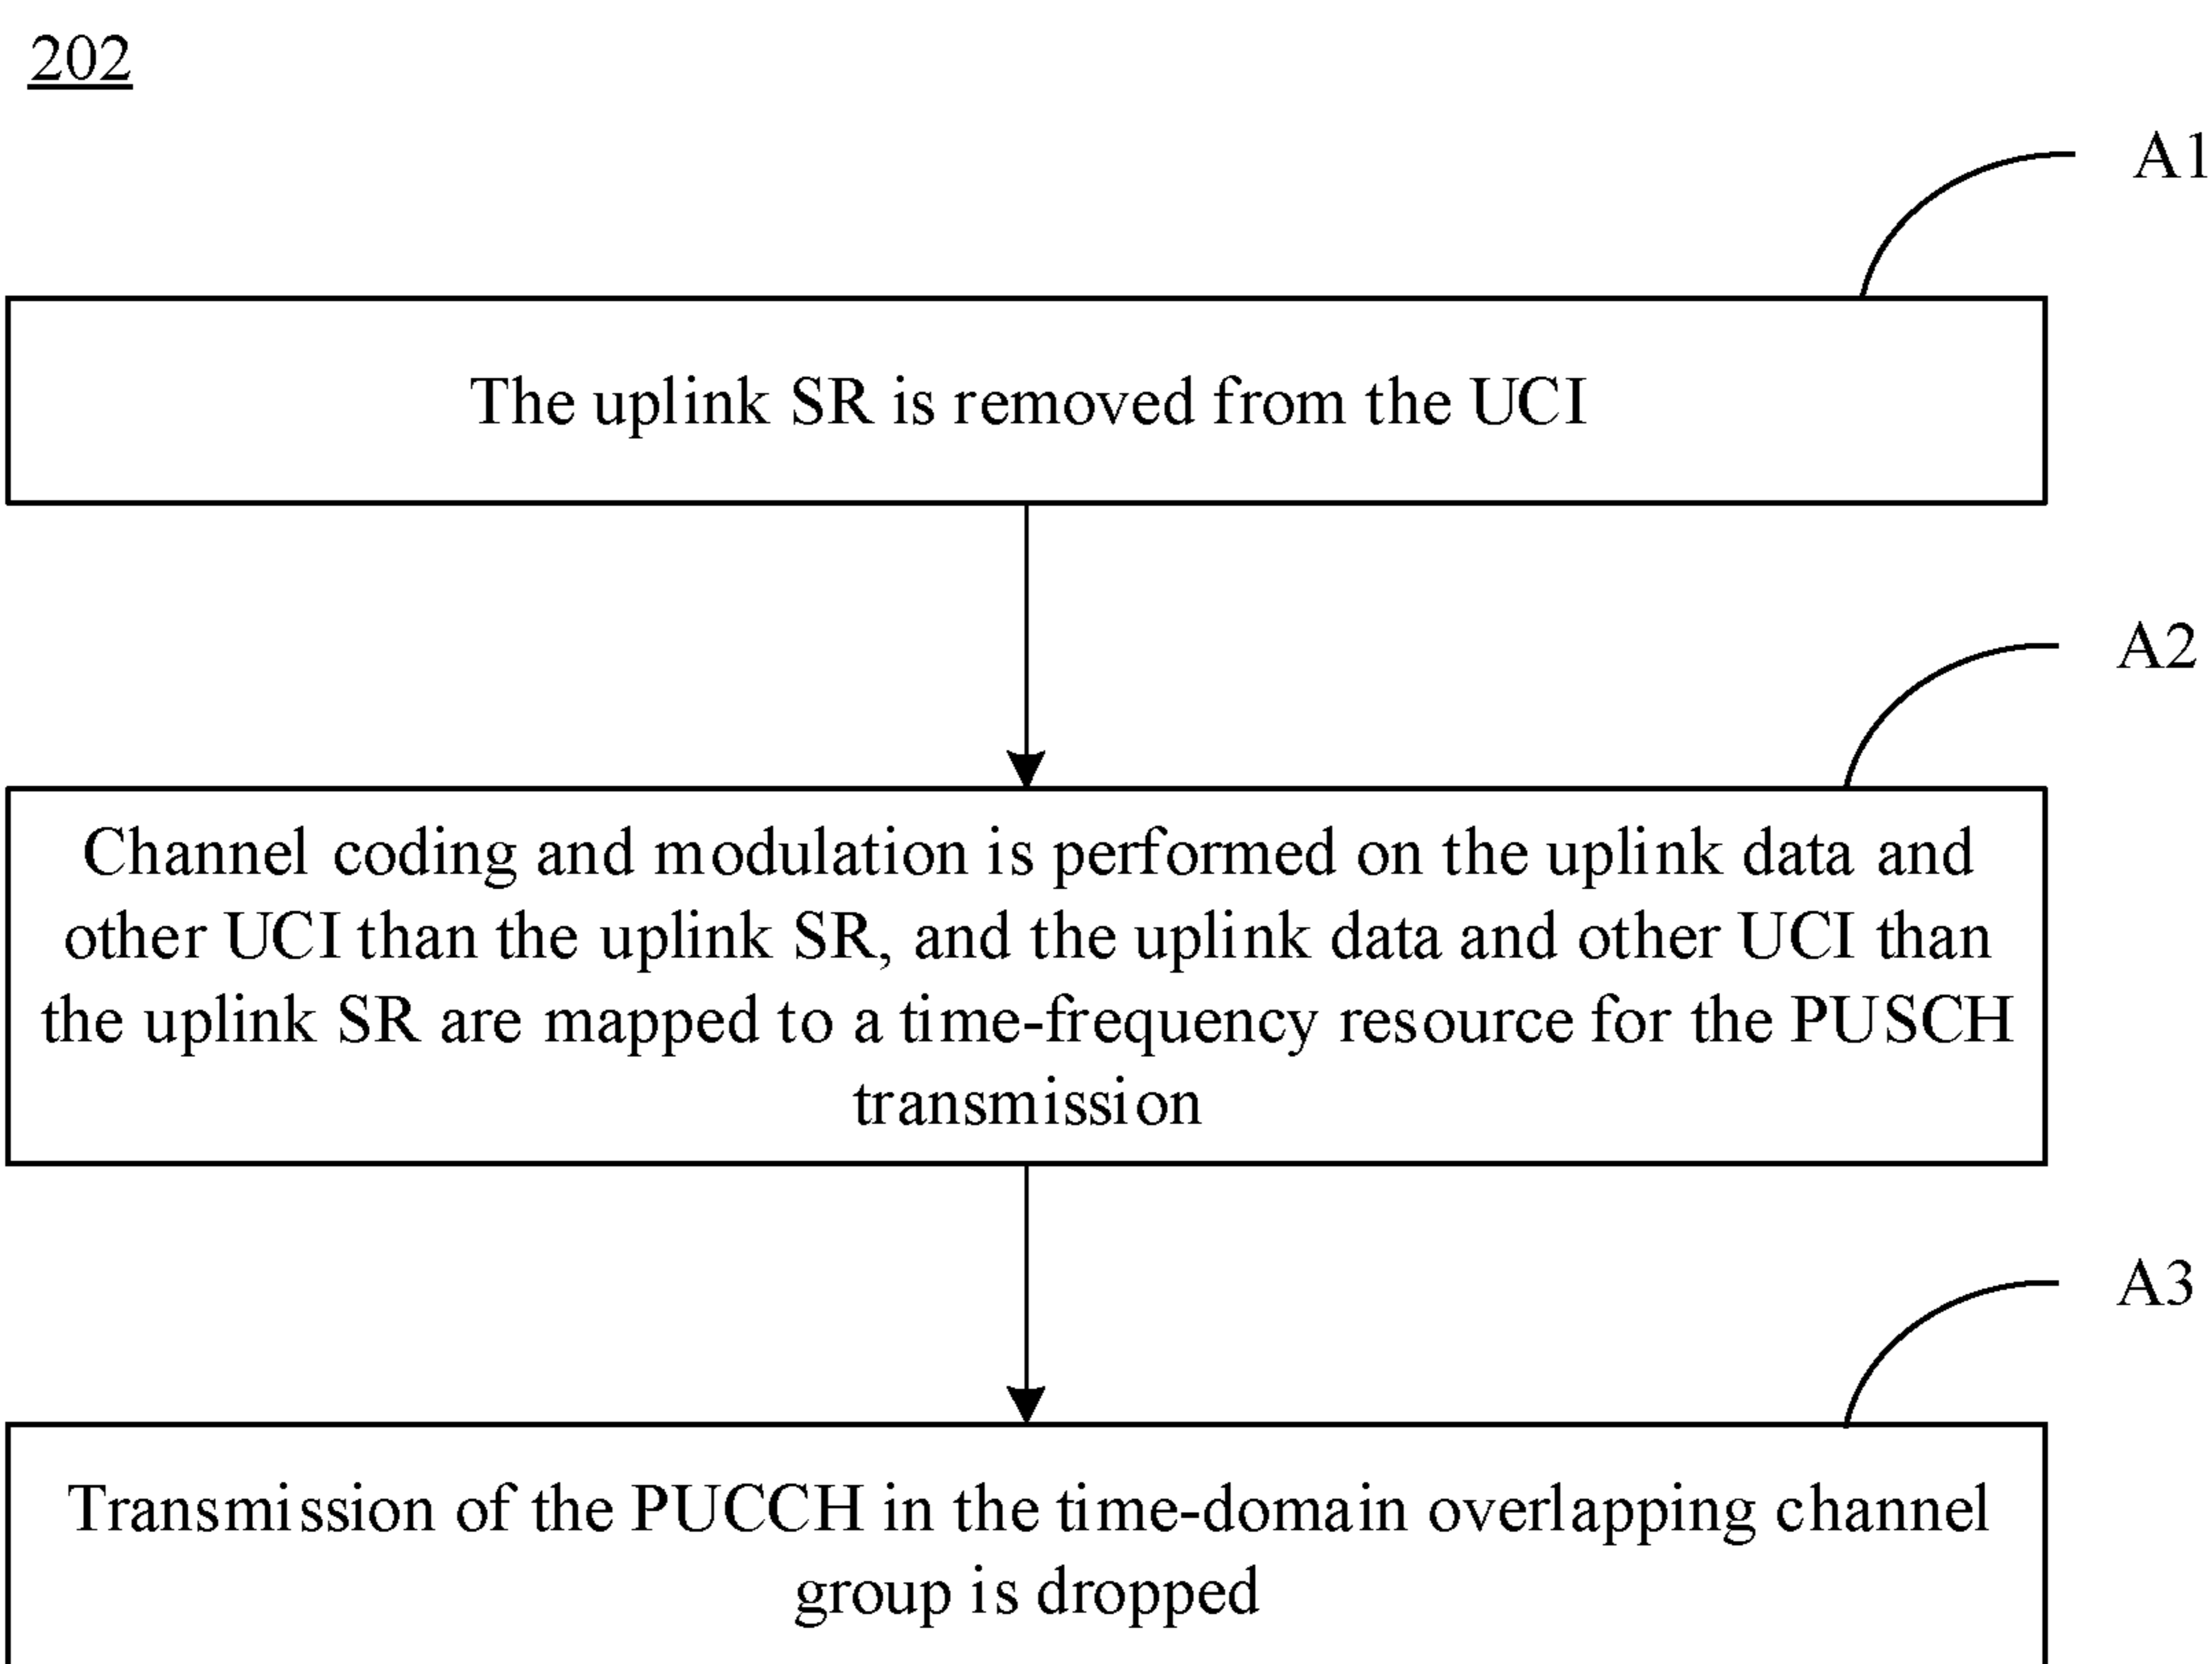 202
A1
The uplink SR is removed from the UCI
A2
Channel coding and modulation is performed on the uplink data and
other UCI than the uplink SR, and the uplink data and other UCI than
the uplink SR are mapped to a time-frequency resource for the PUSCH
transmission
A3
Transmission of the PUCCH in the time-domain overlapping channel
group is dropped